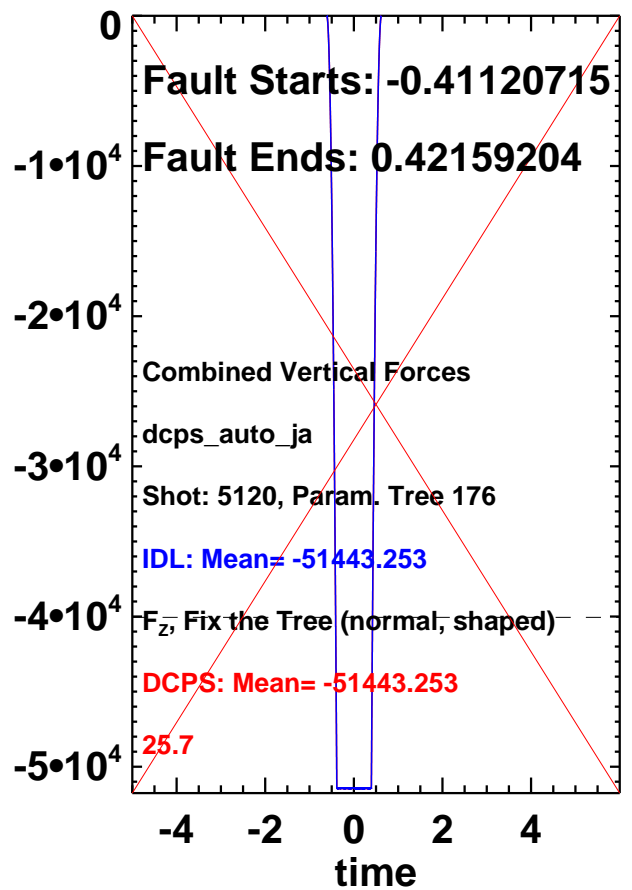 0
Fault Starts: -0.41120715
Fault Ends: 0.42159204
-1•10⁴
-2•10⁴
Combined Vertical Forces
dcps_auto_ja
-3•10⁴
Shot: 5120, Param. Tree 176
IDL: Mean= -51443.253
-4•10⁴
F_Z, Fix the Tree (normal, shaped)
DCPS: Mean= -51443.253
25.7
-5•10⁴
-4 -2 0 2 4
time